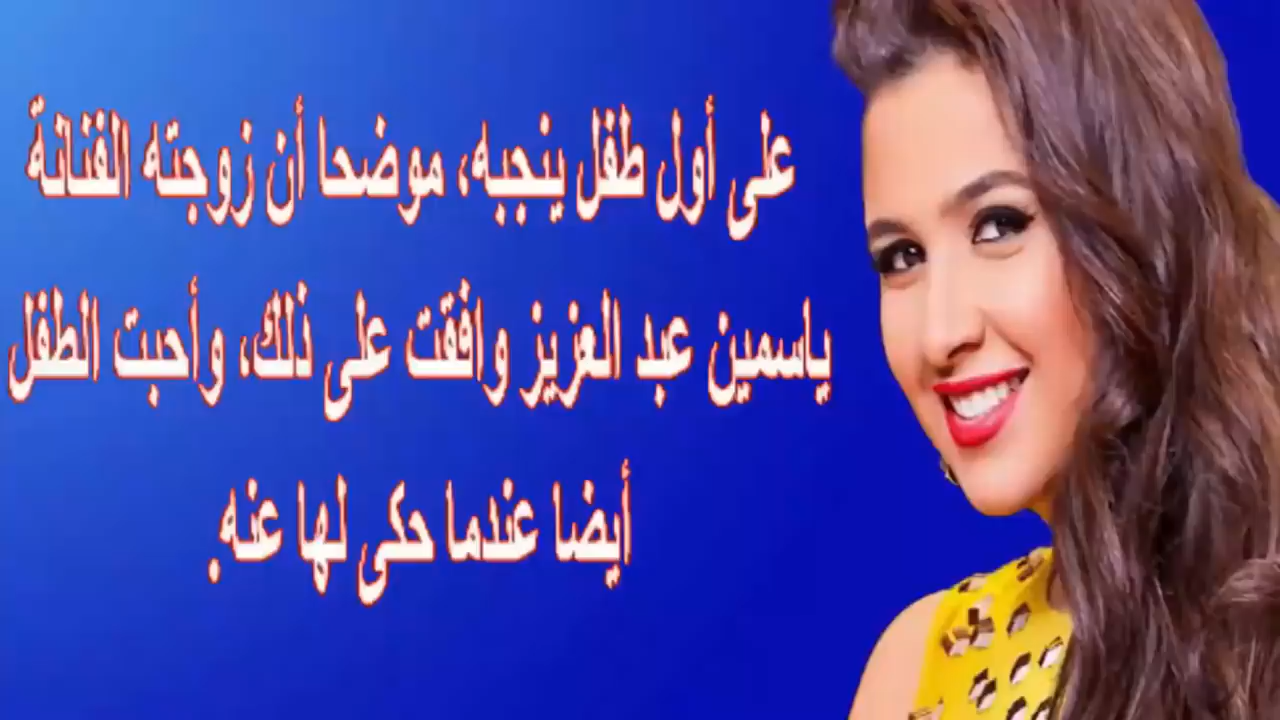 على أول طفل ينجبه، موضحا أن زوجته الفنانة
ياسمين عبد العزيز وافقت على ذلك، وأحبت الطفل
أيضا عندما حكى لها عنه.